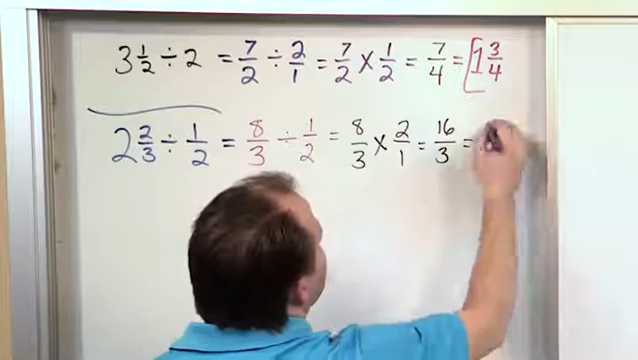 3 1/2 ÷ 2 = 7/2 ÷ 2/1 = 7/2 × 1/2 = 7/4 = [1 3/4
2 2/3 ÷ 1/2 = 8/3 ÷ 1/2 = 8/3 × 2/1 = 16/3 =